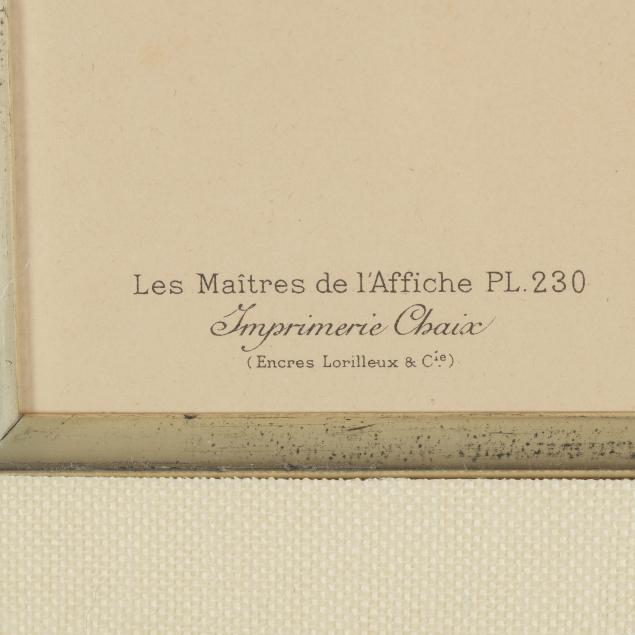 Les Maîtres de l'Affiche PL.230
Imprimerie Chaix
(Encres Lorilleux & Cie)